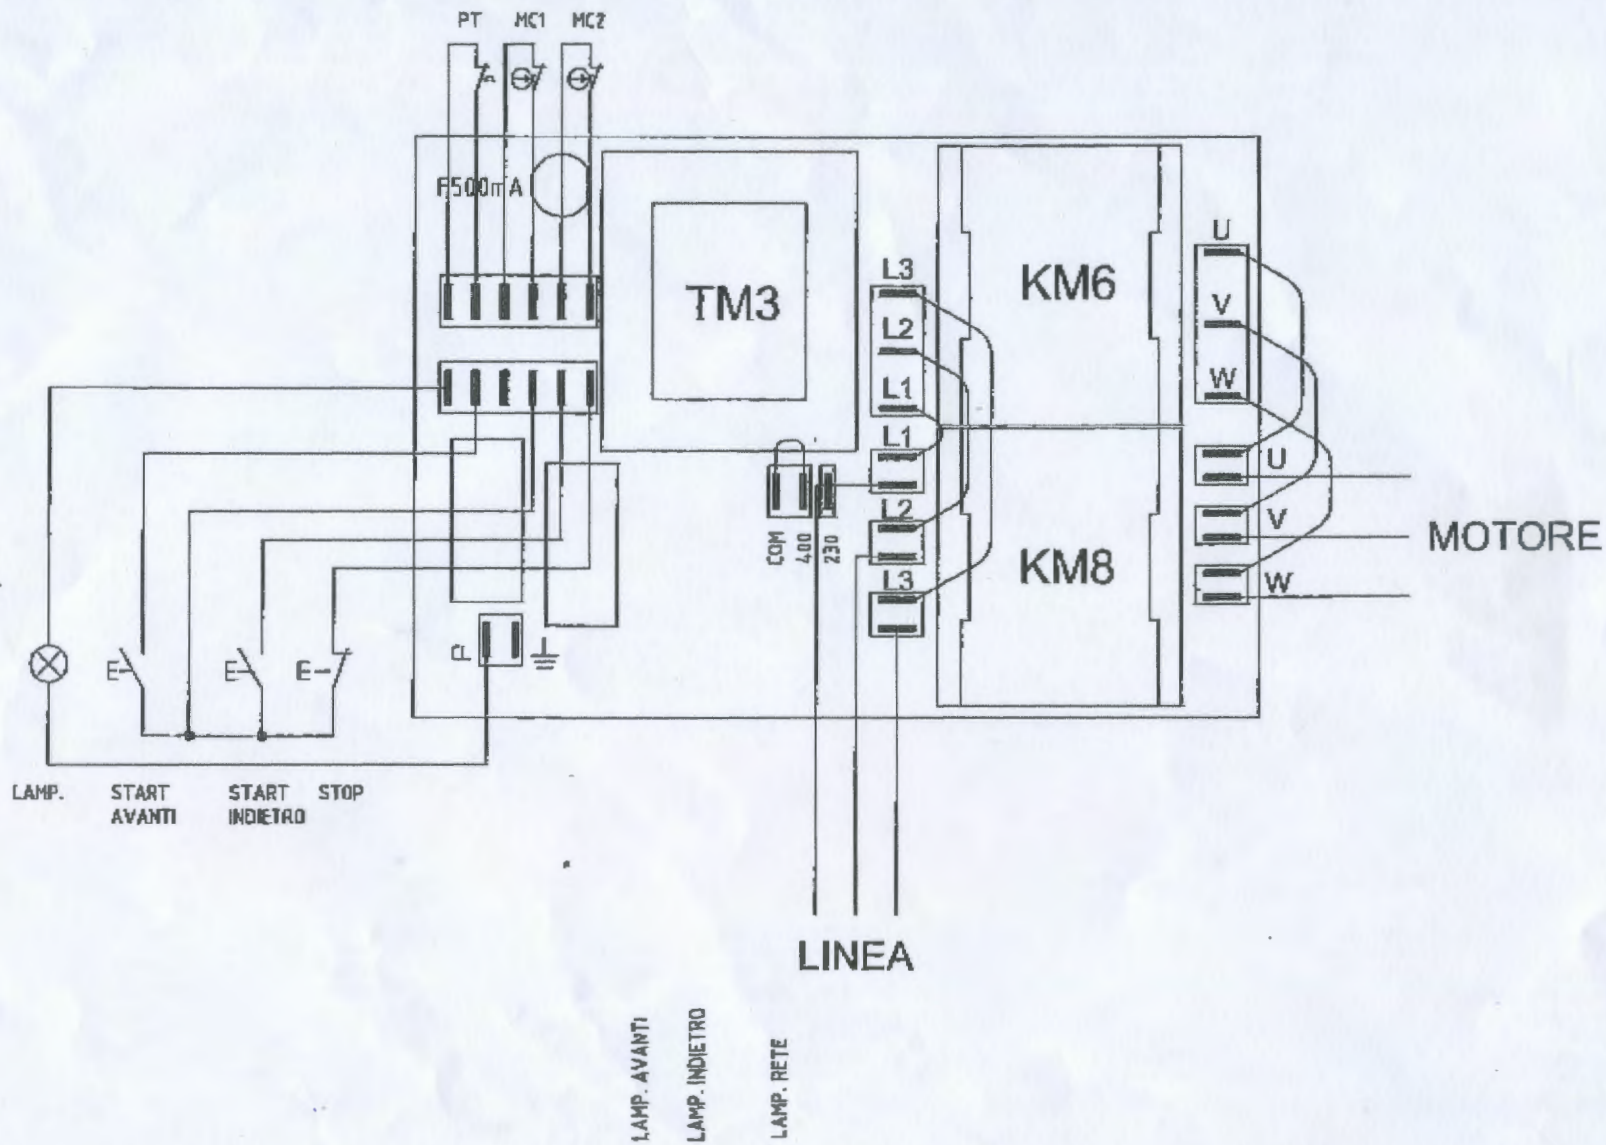 PT MC1 MC2
F500mA
TM3
KM6
KM8
L3
L2
L1
L1
L2
L3
U
V
W
U
V
W
MOTORE
COM
400
230
CL
E
E
E
LAMP.
START AVANTI
START INDIETRO
STOP
LINEA
LAMP. AVANTI
LAMP. INDIETRO
LAMP. RETE